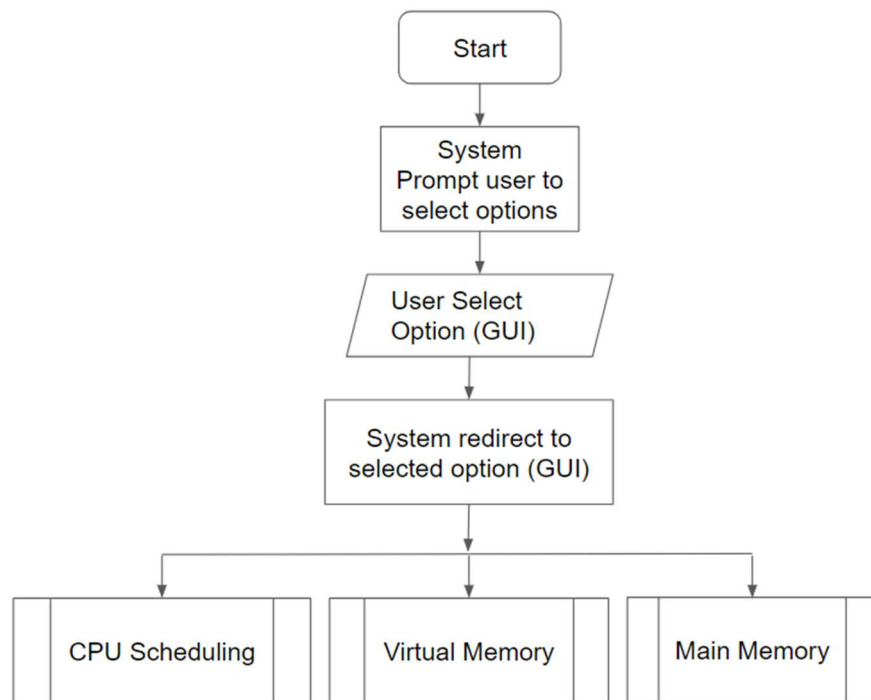 Start
System
Prompt user to
select options
User Select
Option (GUI)
System redirect to
selected option (GUI)
CPU Scheduling
Virtual Memory
Main Memory